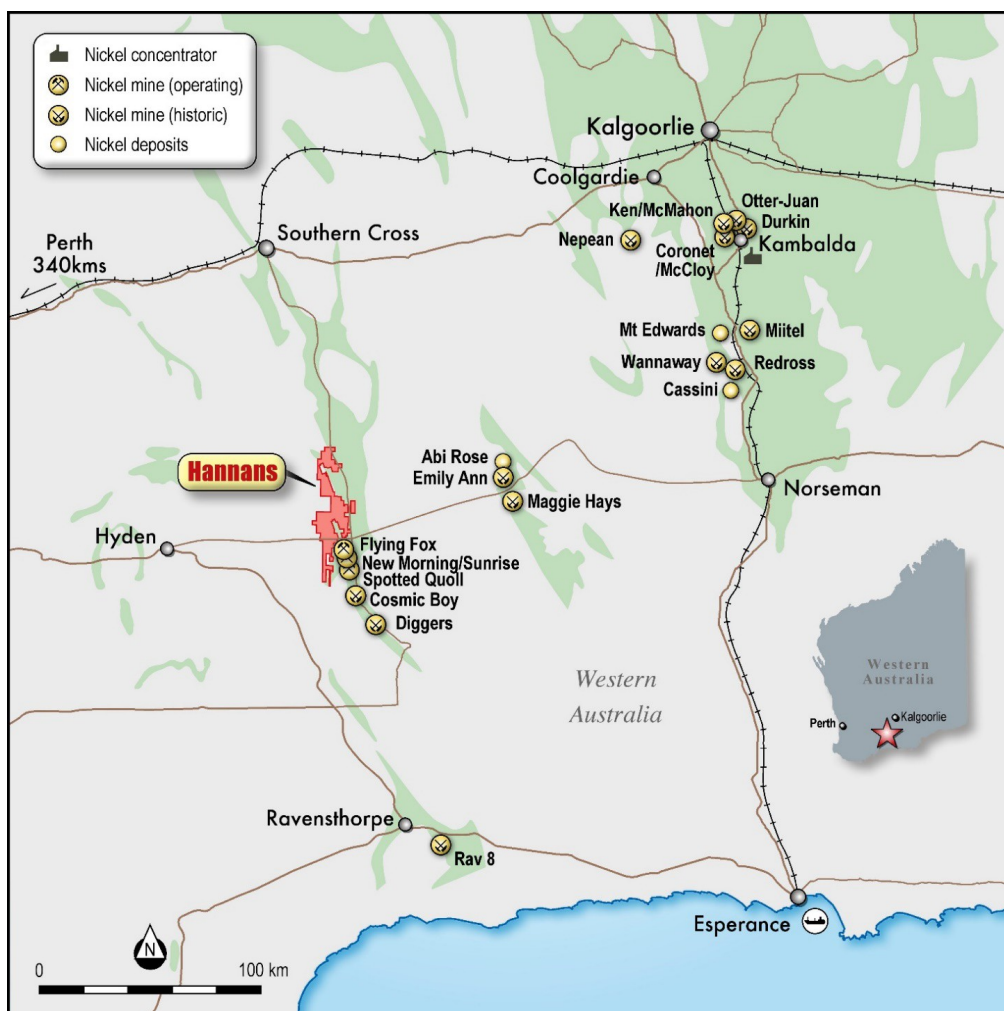 Nickel concentrator
Nickel mine (operating)
Nickel mine (historic)
Nickel deposits
Kalgoorlie
Coolgardie
Otter-Juan
Ken/McMahon
Durkin
Southern Cross
Nepean
Kambalda
Coronet
/McCloy
Perth
340kms
Mt Edwards
Miitel
Wannaway
Redross
Cassini
Abi Rose
Hannans
Emily Ann
Norseman
Maggie Hays
Hyden
Flying Fox
New Morning/Sunrise
Spotted Quoll
Cosmic Boy
Diggers
Western
Australia
Western
Australia
Perth
Kalgoorlie
Ravensthorpe
Rav 8
Esperance
N
0
100 km